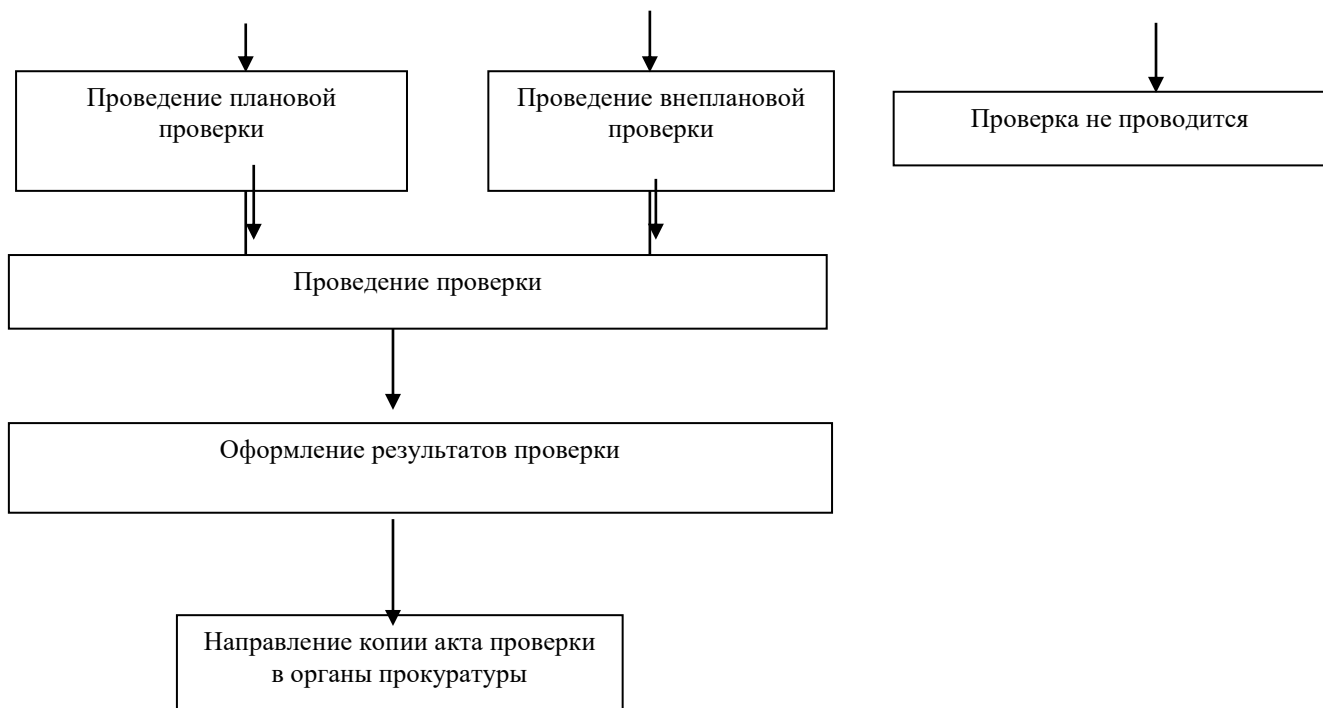 Проведение плановой
проверки
Проведение внеплановой
проверки
Проверка не проводится
Проведение проверки
Оформление результатов проверки
Направление копии акта проверки
в органы прокуратуры